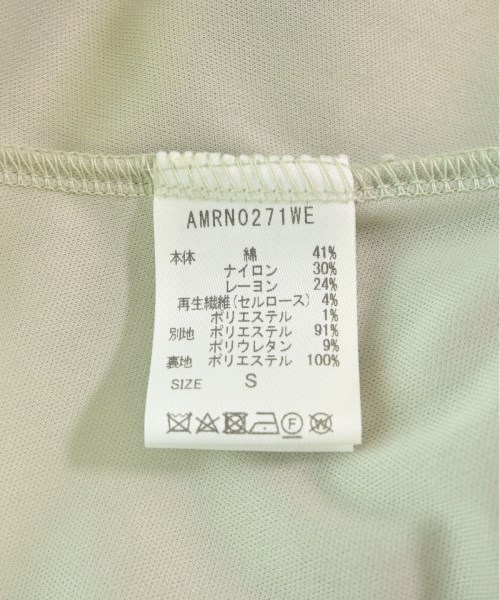 AMRN0271WE
本体 綿 41%
ナイロン 30%
レーヨン 24%
再生繊維(セルロース) 4%
ポリエステル 1%
別地 ポリエステル 91%
ポリウレタン 9%
裏地 ポリエステル 100%
SIZE S
F W